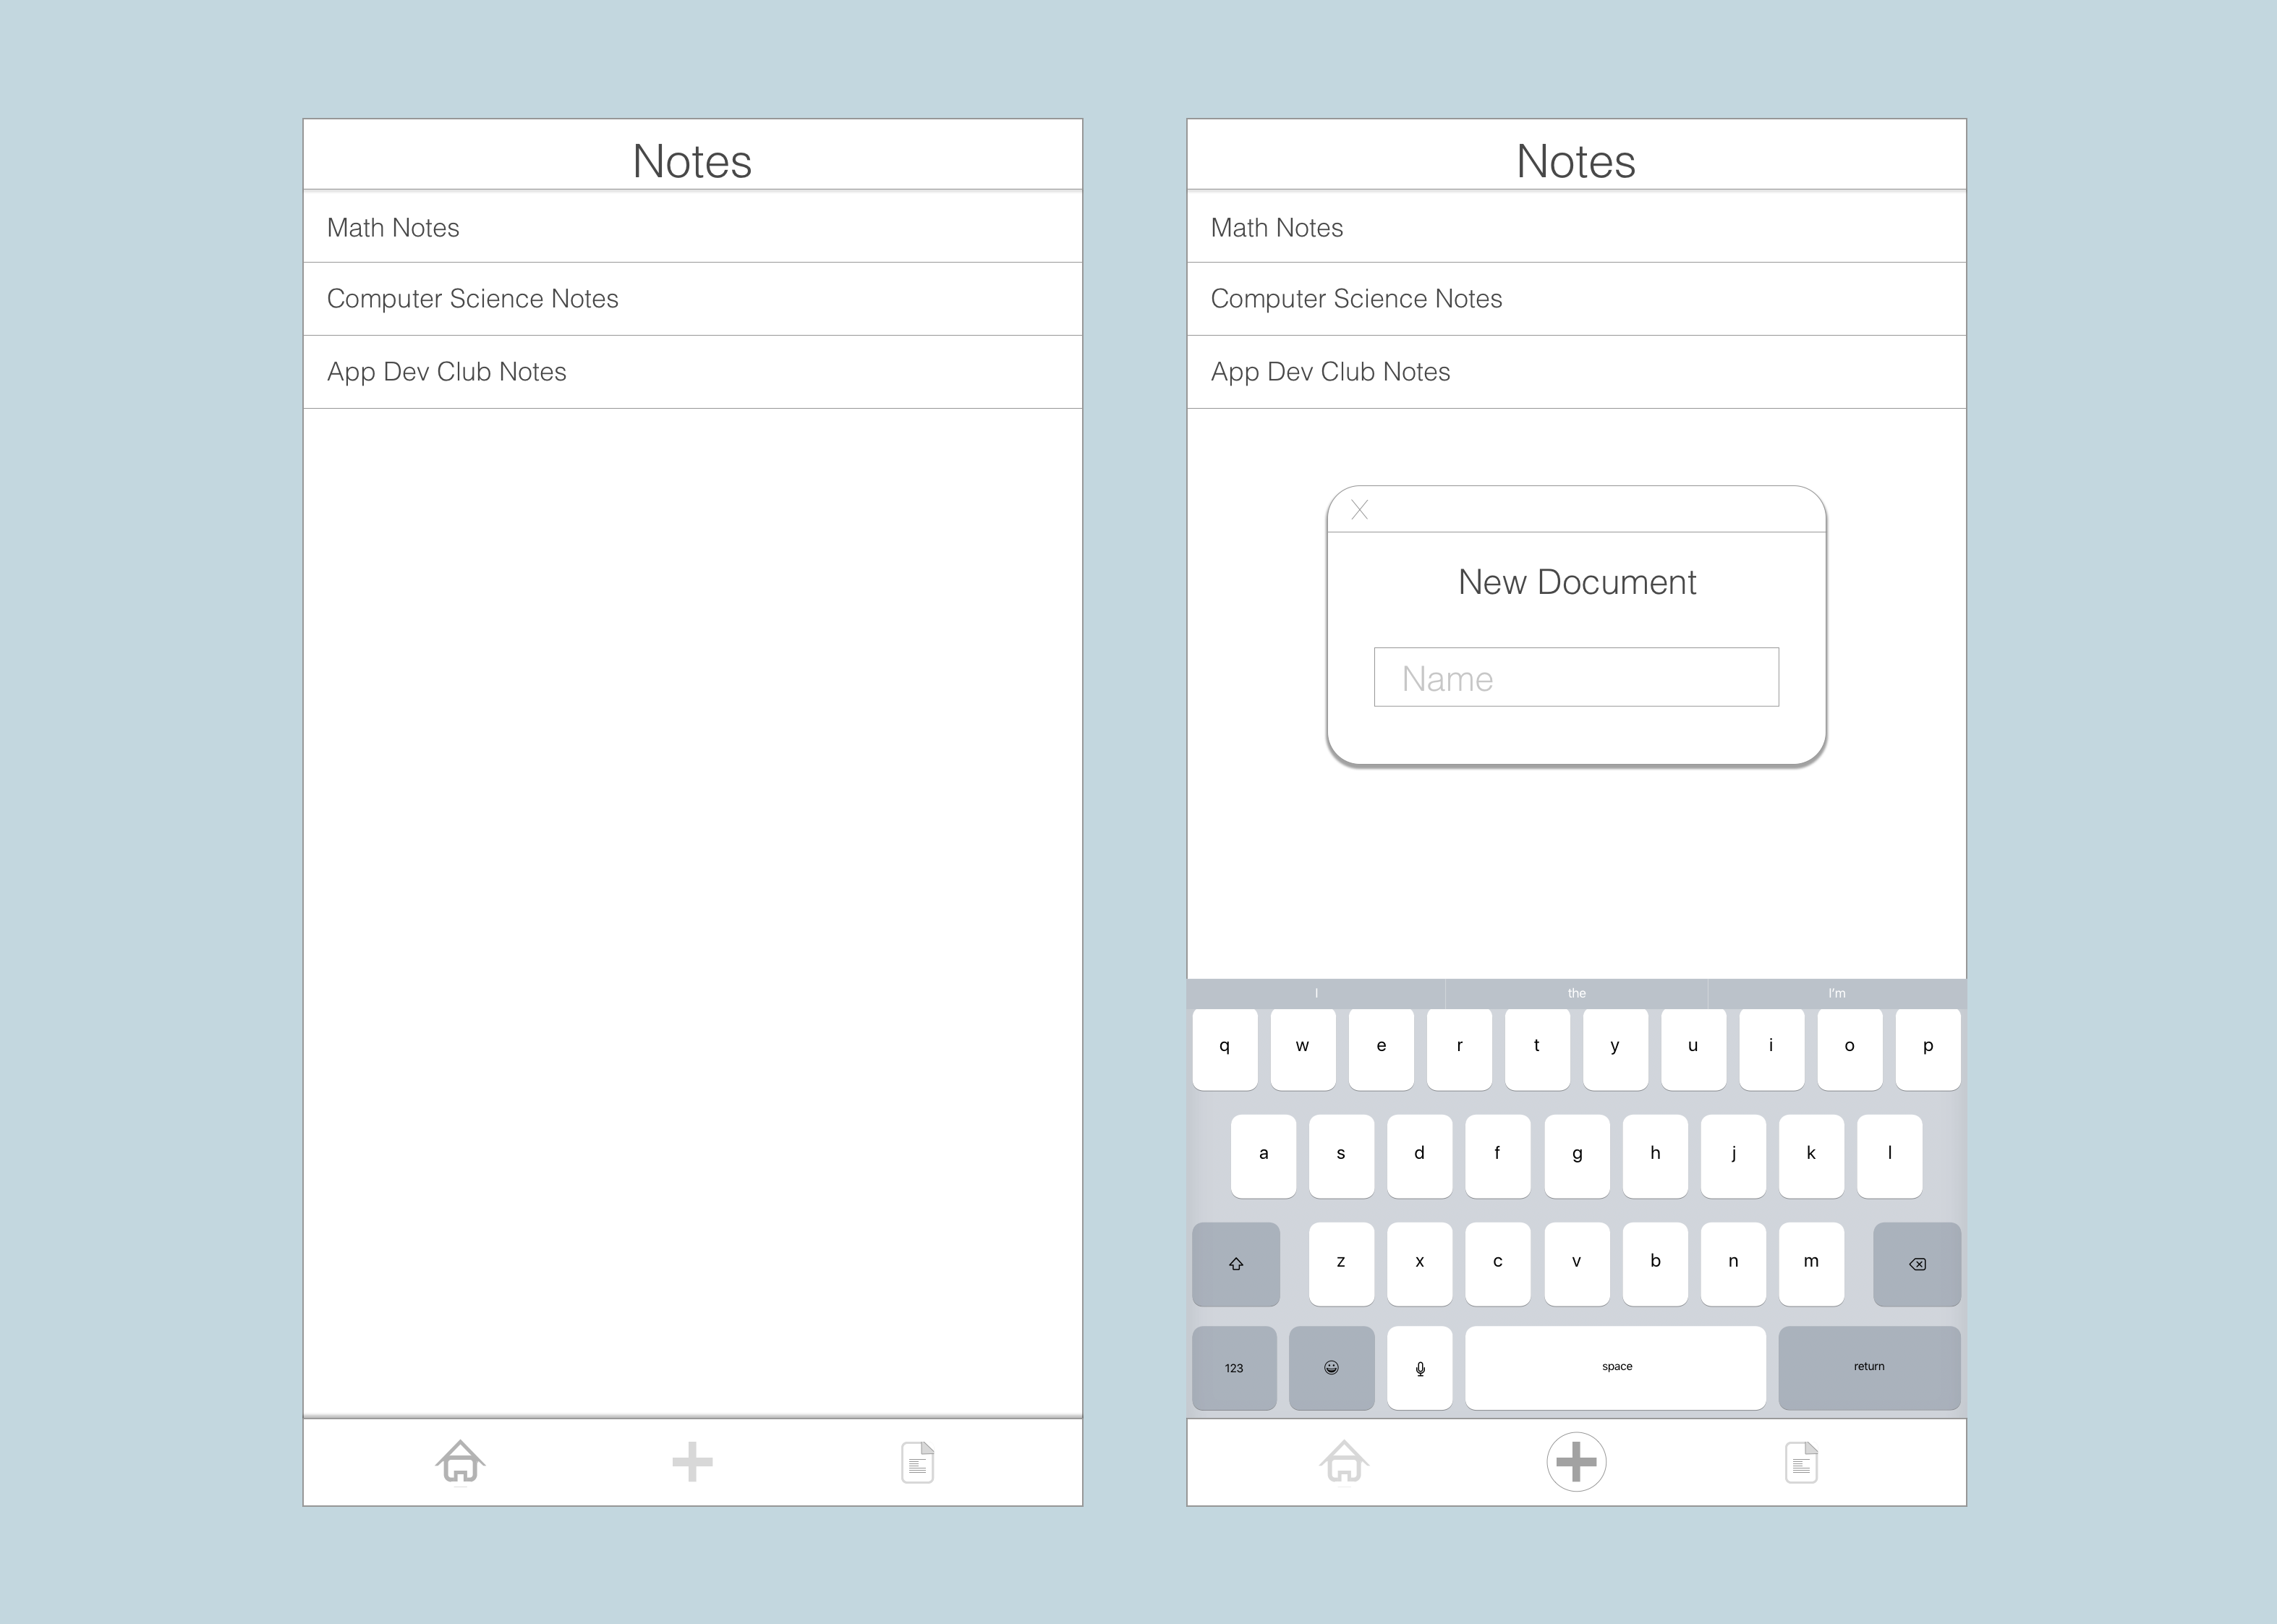 Notes
Math Notes
Computer Science Notes
App Dev Club Notes
Notes
Math Notes
Computer Science Notes
App Dev Club Notes
X
New Document
Name
I the I'm
q w e r t y u i o p
a s d f g h j k l
z x c v b n m
123 space return